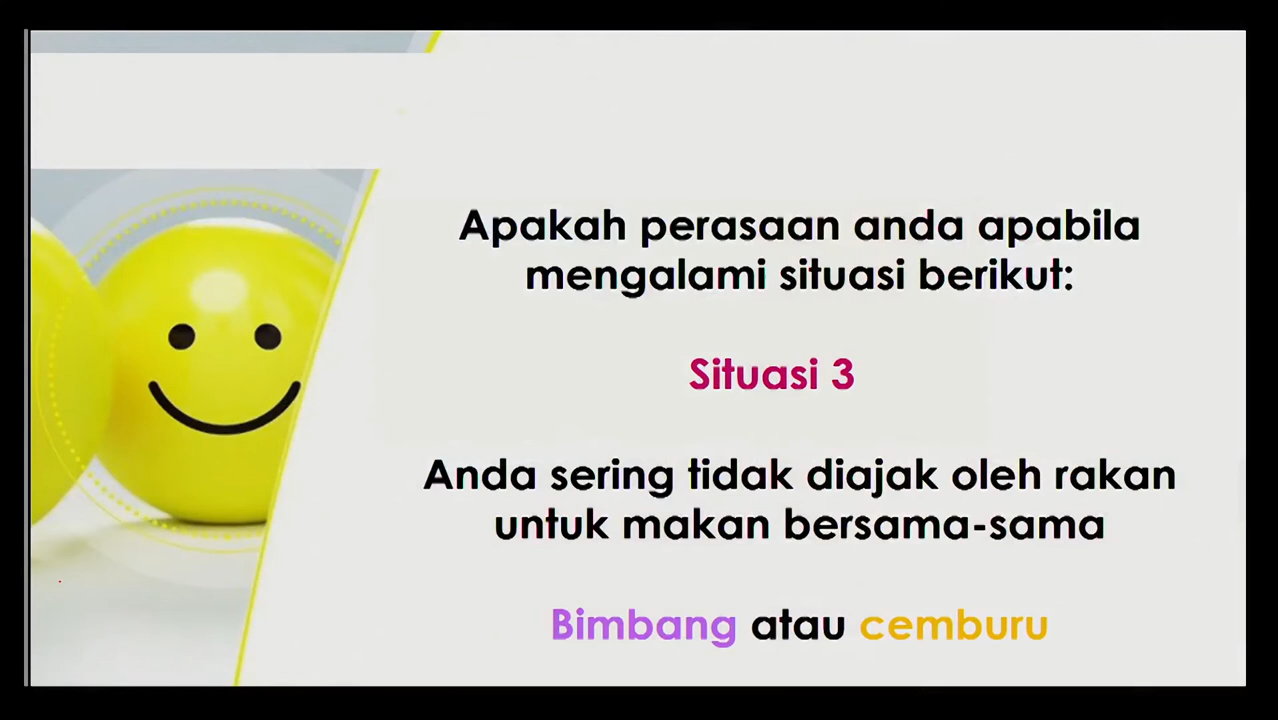 Apakah perasaan anda apabila
mengalami situasi berikut:
Situasi 3
Anda sering tidak diajak oleh rakan
untuk makan bersama-sama
Bimbang atau cemburu